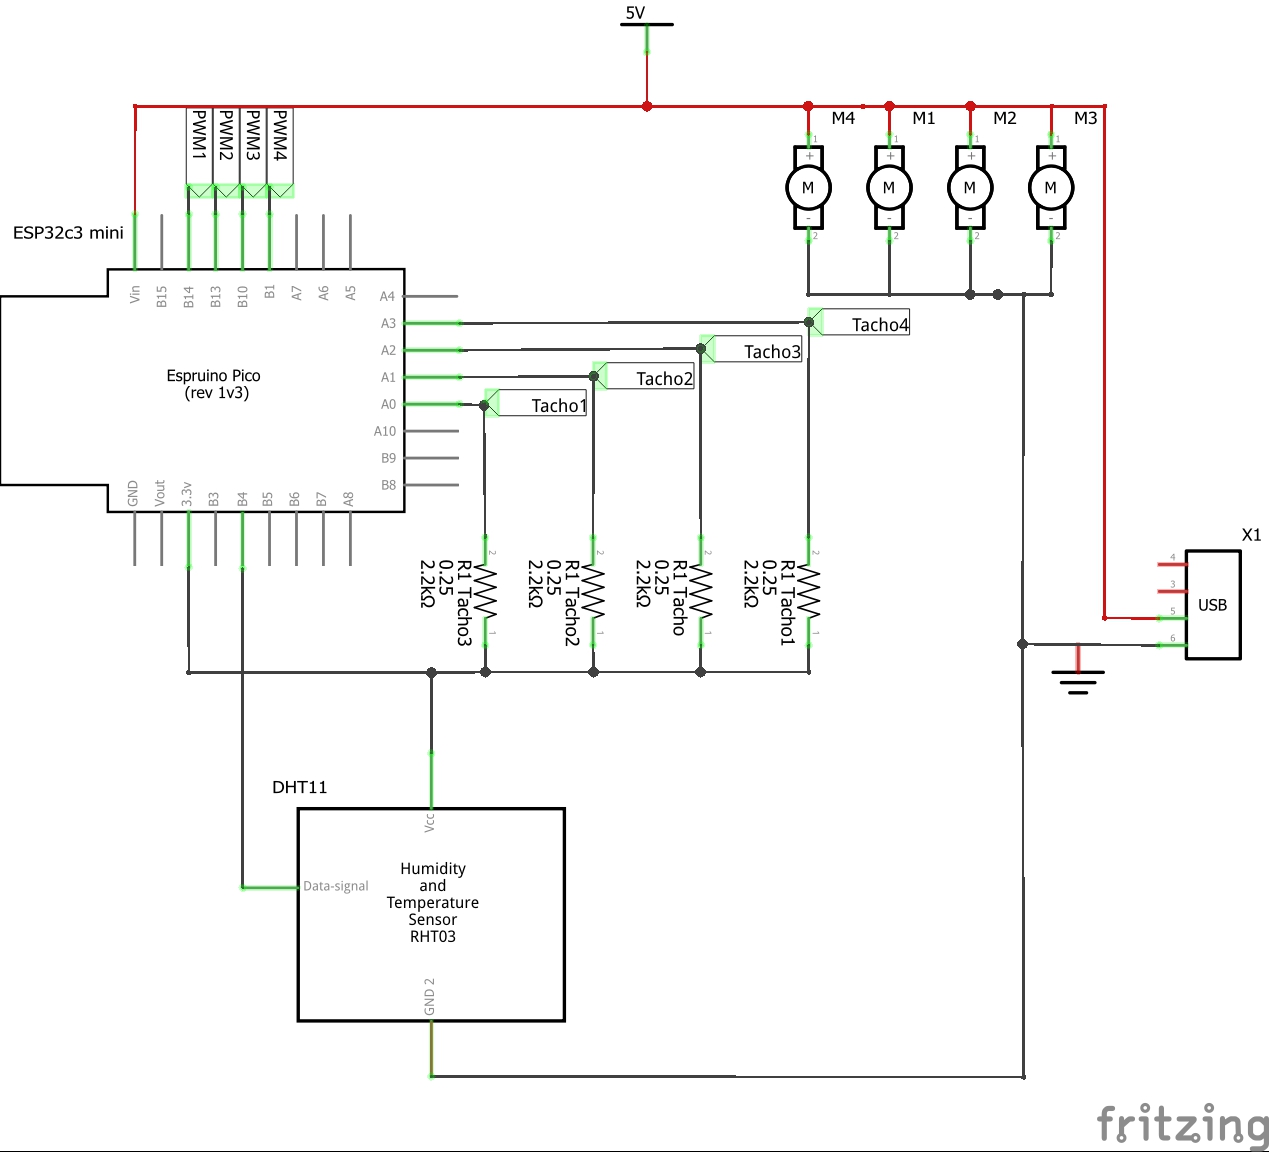 5V
M4
M1
M2
M3
PWM1
PWM2
PWM3
PWM4
1
1
1
1
+
+
+
+
M
M
M
M
-
-
-
-
2
2
2
2
ESP32c3 mini
Vin
B15
B14
B13
B10
B1
A7
A6
A5
A4
A3
A2
A1
A0
A10
B9
B8
Espruino Pico
(rev 1v3)
GND
Vout
3.3v
B3
B4
B5
B6
B7
A8
Tacho4
Tacho3
Tacho2
Tacho1
2
R1 Tacho3
0.25
2.2kΩ
1
2
R1 Tacho2
0.25
2.2kΩ
1
2
R1 Tacho
0.25
2.2kΩ
1
2
R1 Tacho1
0.25
2.2kΩ
1
X1
4
3
5
6
USB
DHT11
Vcc
Data-signal
Humidity
and
Temperature
Sensor
RHT03
GND 2
fritzing